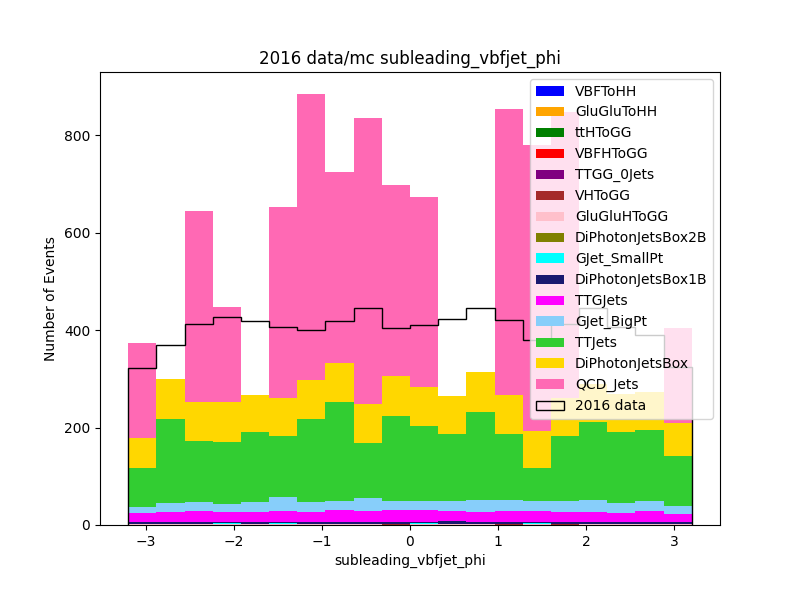 2016 data/mc subleading_vbfjet_phi
Number of Events
800
600
400
200
0
−3
−2
−1
0
1
2
3
subleading_vbfjet_phi
VBFToHH
GluGluToHH
ttHToGG
VBFHToGG
TTGG_0Jets
VHToGG
GluGluHToGG
DiPhotonJetsBox2B
GJet_SmallPt
DiPhotonJetsBox1B
TTGJets
GJet_BigPt
TTJets
DiPhotonJetsBox
QCD_Jets
2016 data